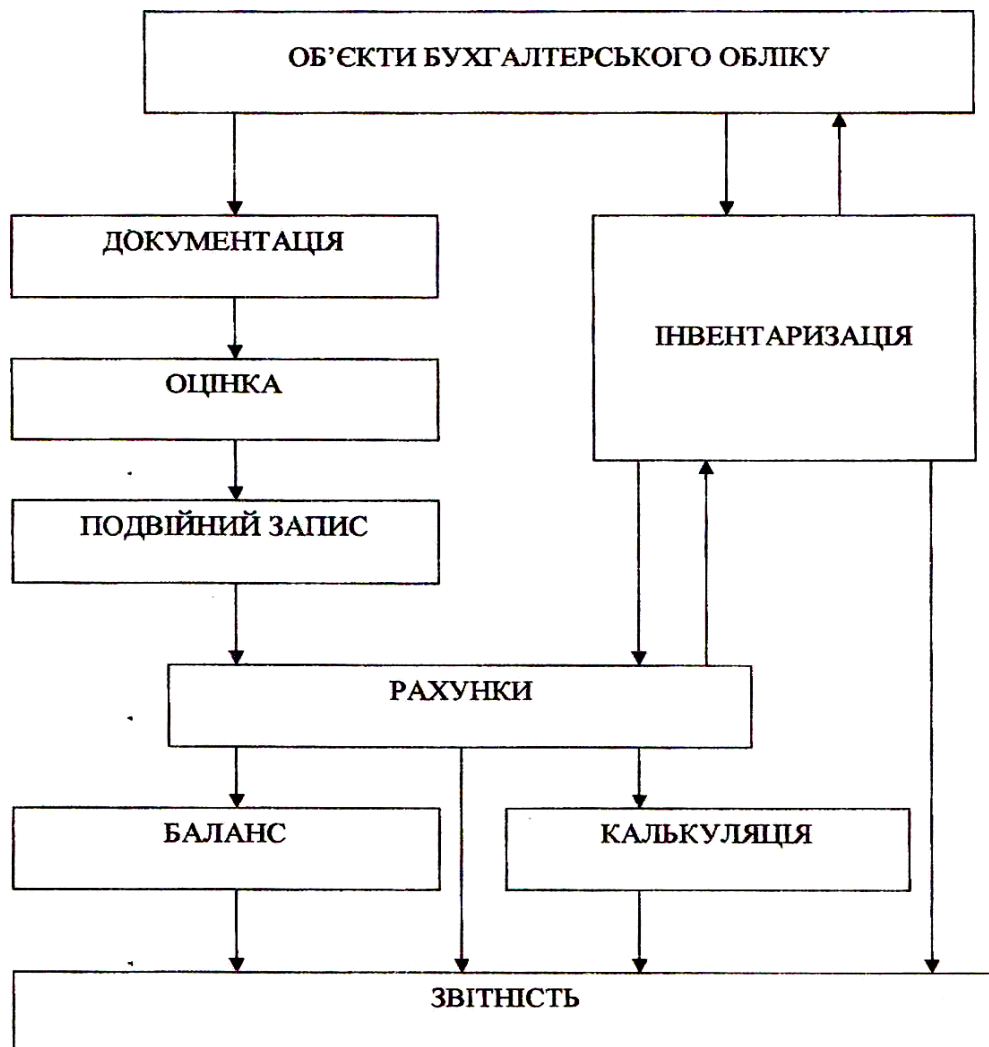 ОБ’ЄКТИ БУХГАЛТЕРСЬКОГО ОБЛІКУ
ДОКУМЕНТАЦІЯ
ІНВЕНТАРИЗАЦІЯ
ОЦІНКА
ПОДВІЙНИЙ ЗАПИС
РАХУНКИ
БАЛАНС
КАЛЬКУЛЯЦІЯ
ЗВІТНІСТЬ